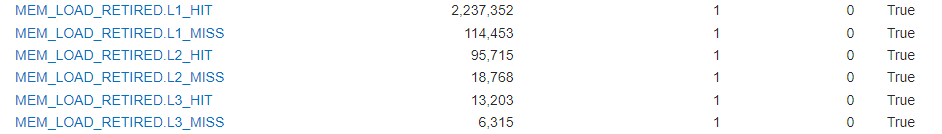 MEM_LOAD_RETIRED.L1_HIT 2,237,352 1 0 True
MEM_LOAD_RETIRED.L1_MISS 114,453 1 0 True
MEM_LOAD_RETIRED.L2_HIT 95,715 1 0 True
MEM_LOAD_RETIRED.L2_MISS 18,768 1 0 True
MEM_LOAD_RETIRED.L3_HIT 13,203 1 0 True
MEM_LOAD_RETIRED.L3_MISS 6,315 1 0 True